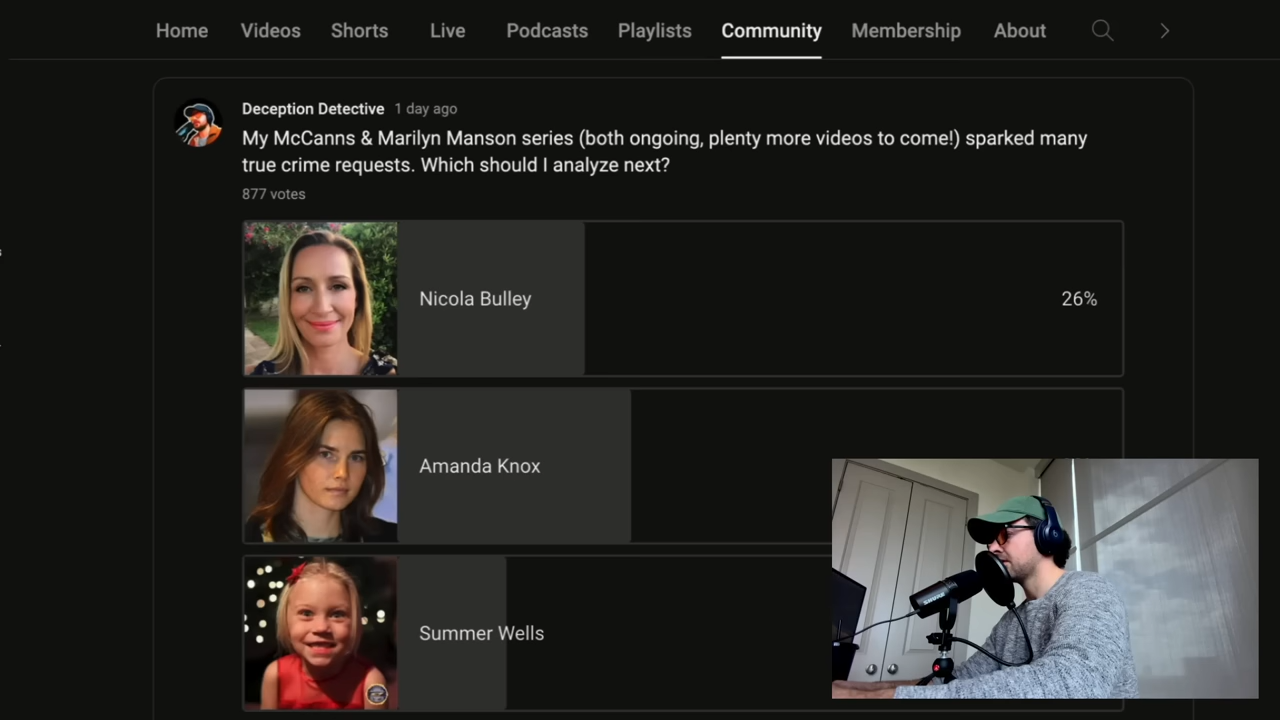 Home Videos Shorts Live Podcasts Playlists Community Membership About
Deception Detective 1 day ago
My McCanns & Marilyn Manson series (both ongoing, plenty more videos to come!) sparked many
true crime requests. Which should I analyze next?
877 votes
Nicola Bulley 26%
Amanda Knox
Summer Wells
SHURE